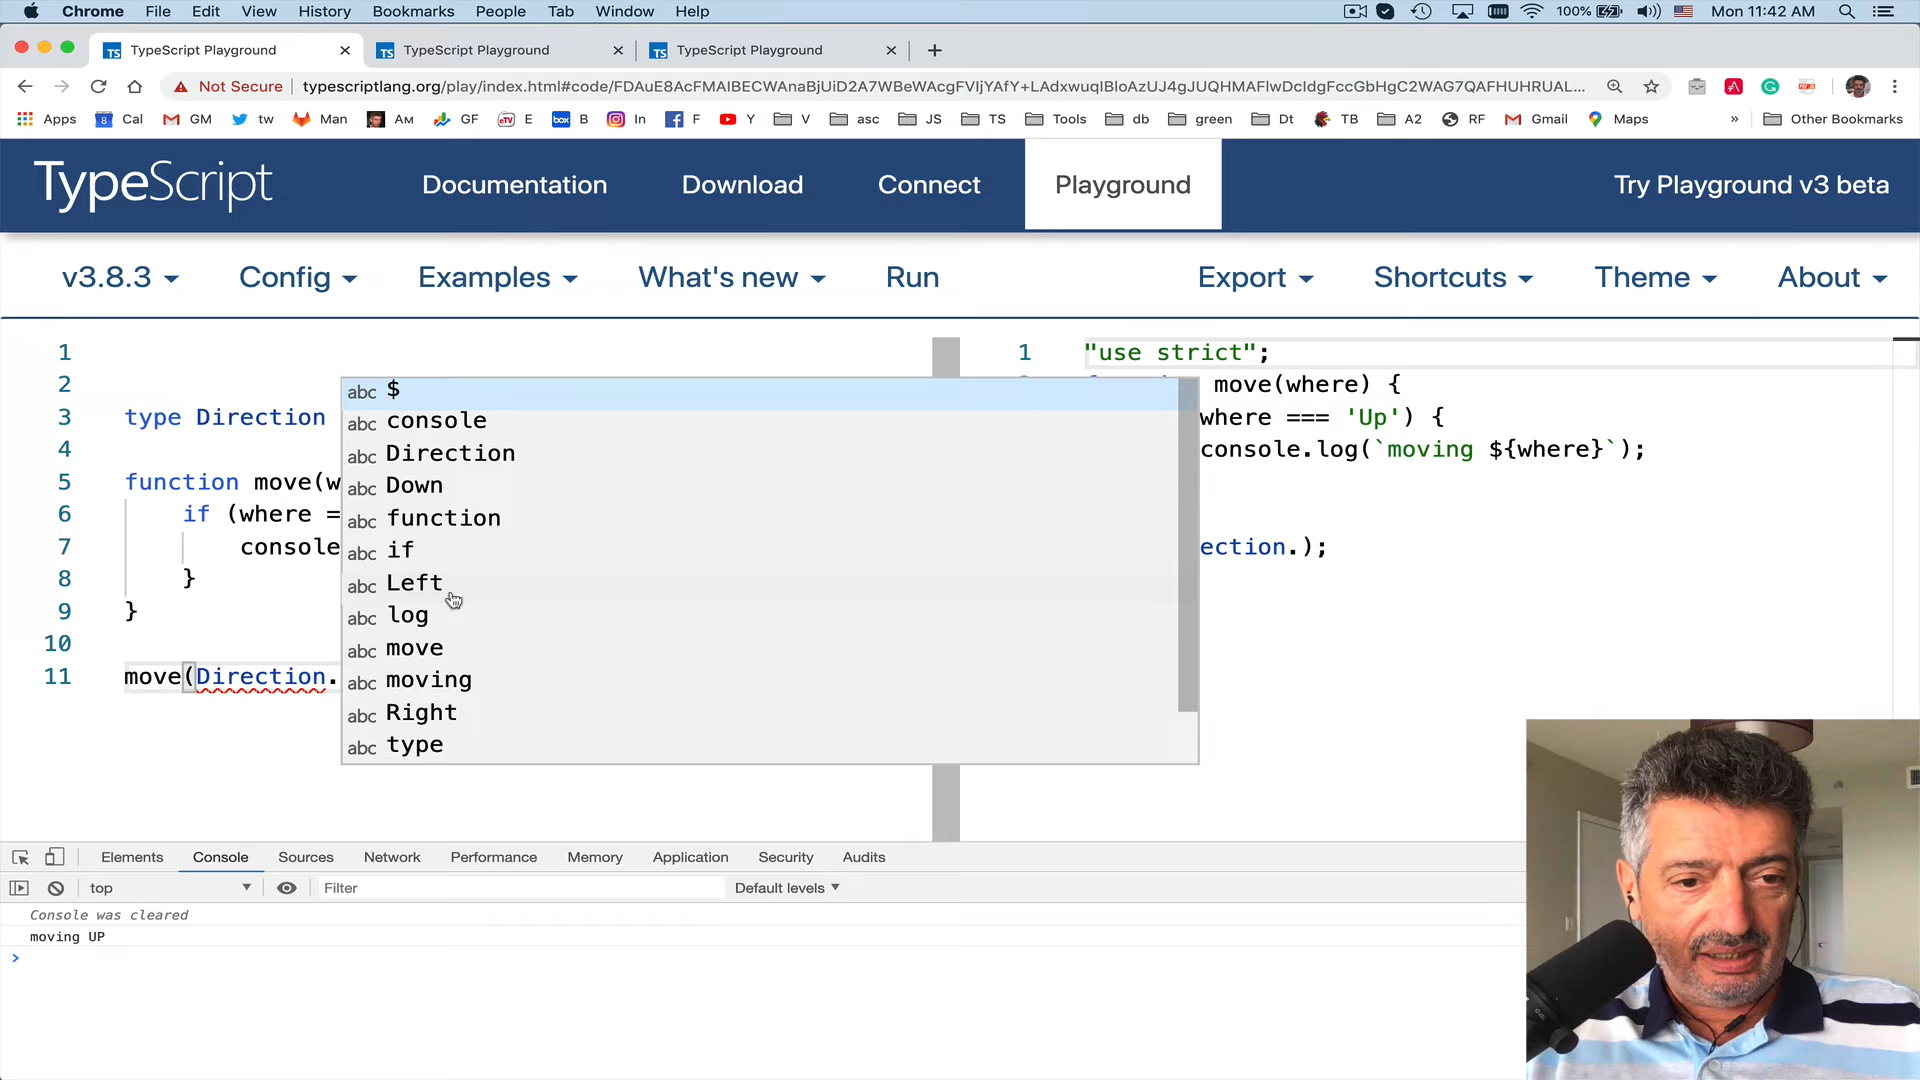 Chrome File Edit View History Bookmarks People Tab Window Help 100% Mon 11:42 AM
TS TypeScript Playground TS TypeScript Playground TS TypeScript Playground
Not Secure typescriptlang.org/play/index.html#code/FDAuE8AcFMAIBECWAnaBjUiD2A7WBeWAcgFVIjYAfY+LAdxwuqIBloAzUJ4gJUQHMAFlwDcIdgFccGbHgC2WAG7QAFHUHRUAL...
Apps Cal GM tw Man Ам GF E B In F Y V asc JS TS Tools db green Dt TB A2 RF Gmail Maps » Other Bookmarks
TypeScript Documentation Download Connect Playground Try Playground v3 beta
v3.8.3 Config Examples What's new Run Export Shortcuts Theme About
1
2
3 type Direction
4
5 function move(w
6 if (where =
7 console
8 }
9 }
10
11 move(Direction.
abc $
abc console
abc Direction
abc Down
abc function
abc if
abc Left
abc log
abc move
abc moving
abc Right
abc type
1 "use strict";
move(where) {
where === 'Up') {
console.log(`moving ${where}`);
ection.);
Elements Console Sources Network Performance Memory Application Security Audits
top Filter Default levels
Console was cleared
moving UP
>